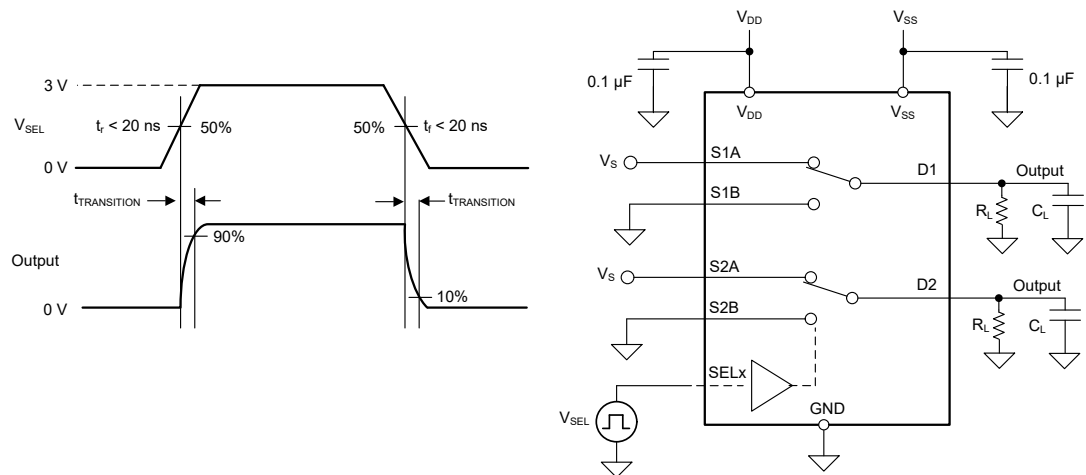 3 V
V_SEL
t_r < 20 ns
50%
50%
t_f < 20 ns
0 V
t_TRANSITION
t_TRANSITION
90%
Output
10%
0 V
V_DD
V_SS
0.1 µF
0.1 µF
V_DD
V_SS
V_S
S1A
D1
Output
S1B
R_L
C_L
V_S
S2A
D2
Output
S2B
R_L
C_L
SELx
V_SEL
GND